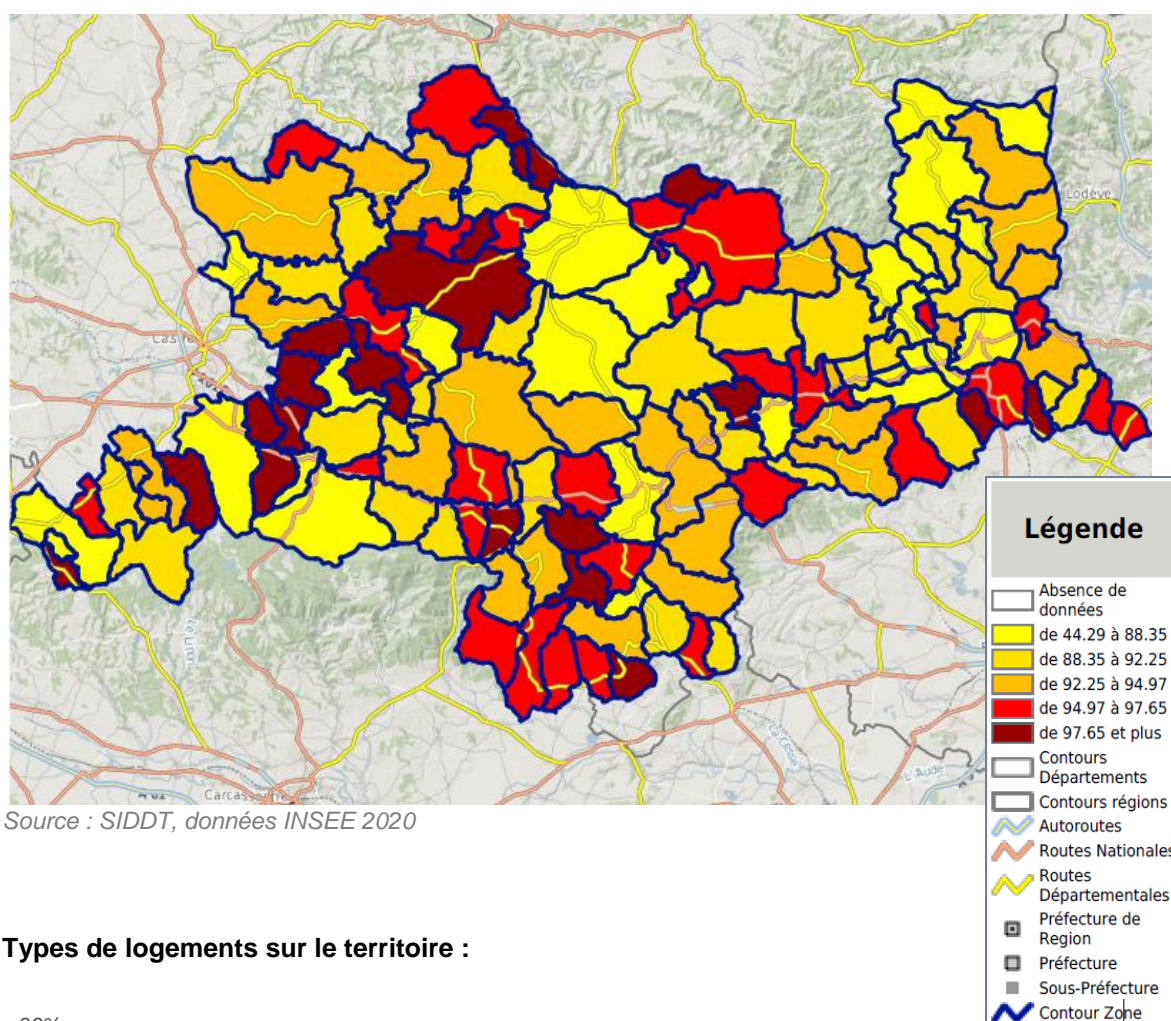 Lodève
Légende
Absence de
données
de 44.29 à 88.35
de 88.35 à 92.25
de 92.25 à 94.97
de 94.97 à 97.65
de 97.65 et plus
Contours
Départements
Contours régions
Autoroutes
Routes Nationales
Routes
Départementales
Préfecture de
Region
Préfecture
Sous-Préfecture
Contour Zone
L'Aude
Source : SIDDT, données INSEE 2020
Types de logements sur le territoire :